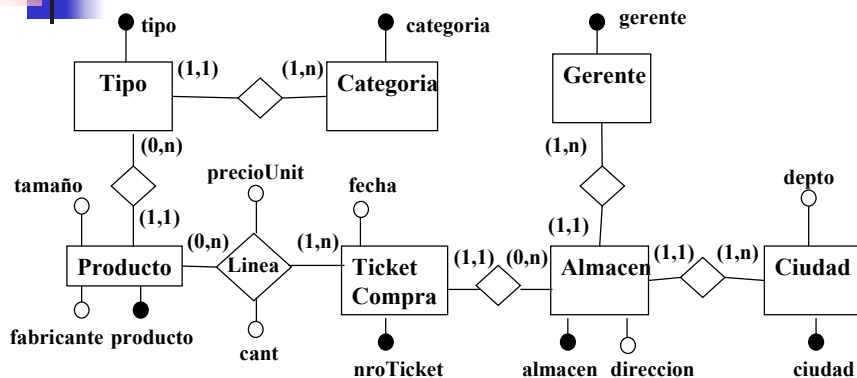 tipo
categoria
gerente
(1,1)
(1,n)
Tipo
Categoria
Gerente
(0,n)
(1,n)
tamaño
precioUnit
fecha
depto
(1,1)
(0,n)
(1,n)
(1,1)
(1,1)
(0,n)
(1,1)
(1,n)
Producto
Linea
Ticket
Compra
Almacen
Ciudad
fabricante
producto
cant
nroTicket
almacen
direccion
ciudad